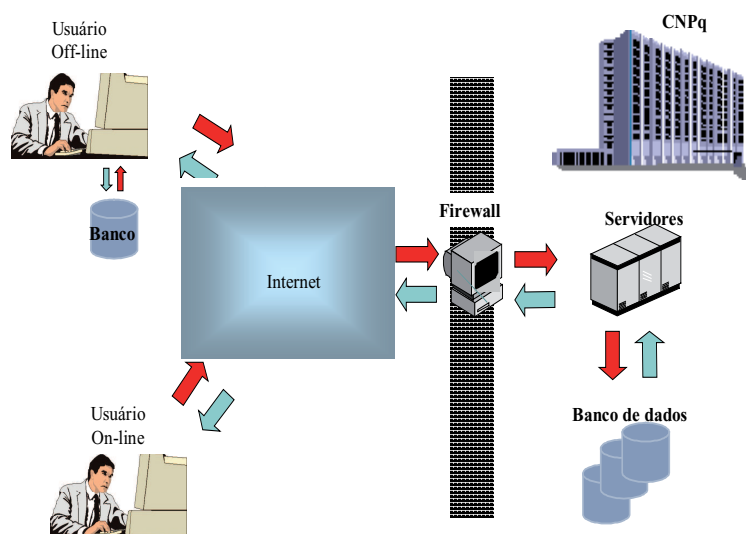 Usuário
Off-line
CNPq
Banco
Firewall
Servidores
Internet
Usuário
On-line
Banco de dados